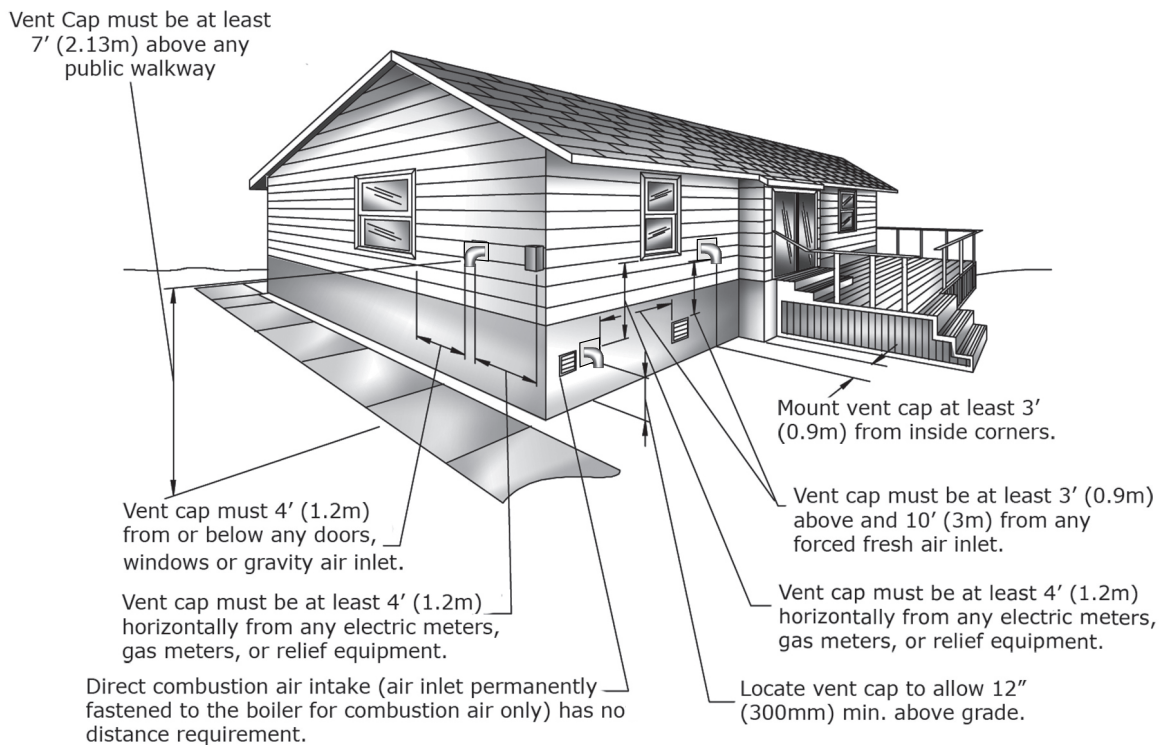 Vent Cap must be at least
7′ (2.13m) above any
public walkway
Mount vent cap at least 3′
(0.9m) from inside corners.
Vent cap must 4′ (1.2m)
from or below any doors,
windows or gravity air inlet.
Vent cap must be at least 3′ (0.9m)
above and 10′ (3m) from any
forced fresh air inlet.
Vent cap must be at least 4′ (1.2m)
horizontally from any electric meters,
gas meters, or relief equipment.
Vent cap must be at least 4′ (1.2m)
horizontally from any electric meters,
gas meters, or relief equipment.
Direct combustion air intake (air inlet permanently
fastened to the boiler for combustion air only) has no
distance requirement.
Locate vent cap to allow 12″
(300mm) min. above grade.